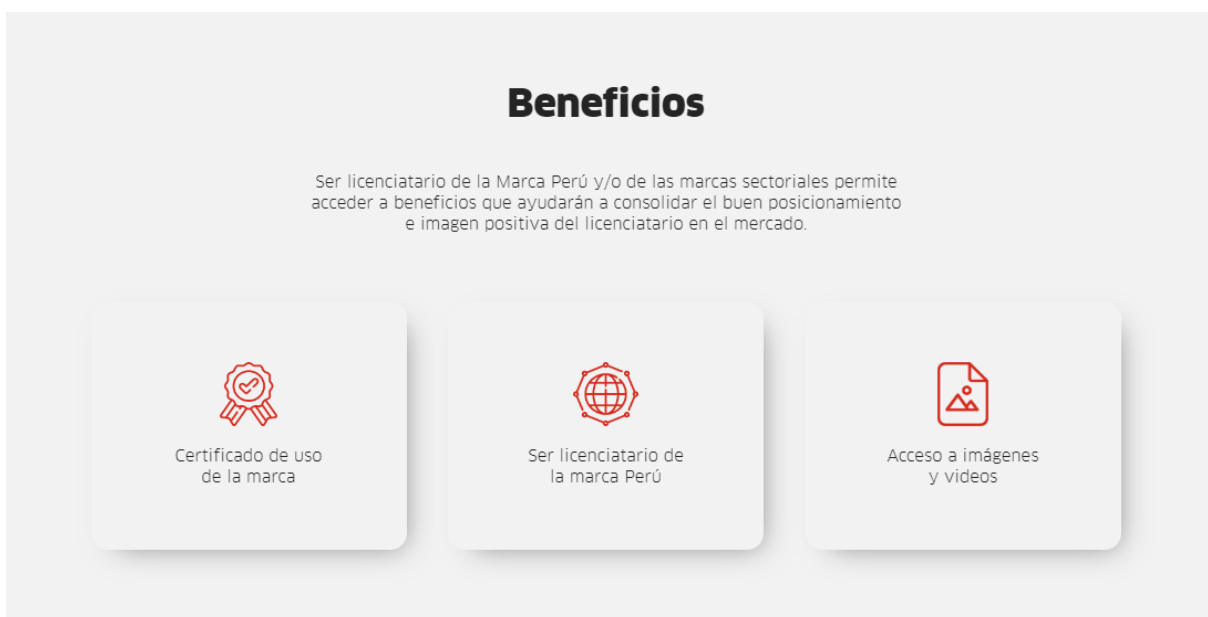 Beneficios
Ser licenciatario de la Marca Perú y/o de las marcas sectoriales permite
acceder a beneficios que ayudarán a consolidar el buen posicionamiento
e imagen positiva del licenciatario en el mercado.
Certificado de uso
de la marca
Ser licenciatario de
la marca Perú
Acceso a imágenes
y videos